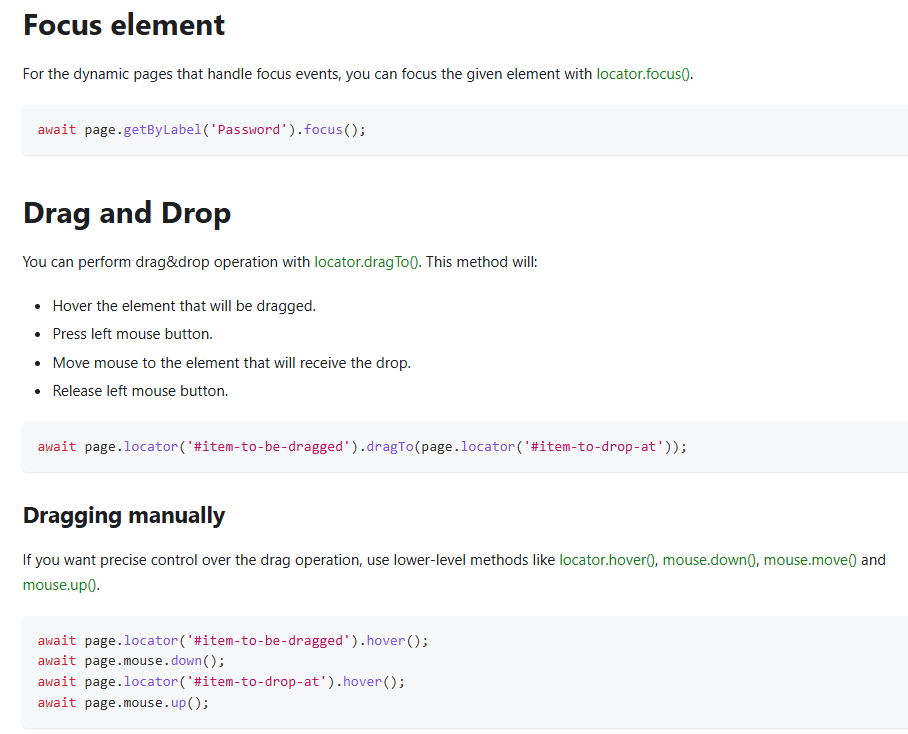 Focus element
For the dynamic pages that handle focus events, you can focus the given element with locator.focus().
await page.getByLabel('Password').focus();
Drag and Drop
You can perform drag&drop operation with locator.dragTo(). This method will:
• Hover the element that will be dragged.
• Press left mouse button.
• Move mouse to the element that will receive the drop.
• Release left mouse button.
await page.locator('#item-to-be-dragged').dragTo(page.locator('#item-to-drop-at'));
Dragging manually
If you want precise control over the drag operation, use lower-level methods like locator.hover(), mouse.down(), mouse.move() and
mouse.up().
await page.locator('#item-to-be-dragged').hover();
await page.mouse.down();
await page.locator('#item-to-drop-at').hover();
await page.mouse.up();